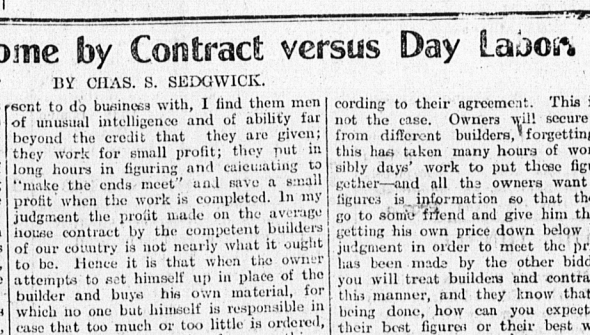 ome by Contract versus Day Labor.
BY CHAS. S. SEDGWICK.
sent to do business with, I find them men
of unusual intelligence and of ability far
beyond the credit that they are given;
they work for small profit; they put in
long hours in figuring and calculating to
"make the ends meet" and save a small
profit when the work is completed. In my
judgment the profit made on the average
house contract by the competent builders
of our country is not nearly what it ought
to be. Hence it is that when the owner
attempts to set himself up in place of the
builder and buys his own material, for
which no one but himself is responsible in
case that too much or too little is ordered,
cording to their agreement. This i
not the case. Owners will secure
from different builders, forgetting
this has taken many hours of wor
sibly days' work to put these figu
gether—and all the owners want
figures is information so that the
go to some friend and give him th
getting his own price down below
judgment in order to meet the pr
has been made by the other bidd
you will treat builders and contra
this manner, and they know that
being done, how can you expect
their best figures or their best w